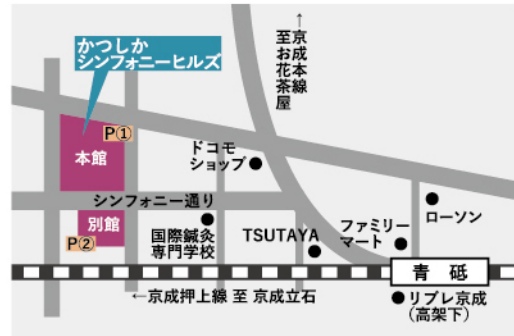 かつしか
シンフォニーヒルズ
↑京成本線
至お花茶屋
P①
本館
ドコモ
ショップ
シンフォニー通り
別館
P②
国際鍼灸
専門学校
TSUTAYA
ファミリー
マート
ローソン
青砥
←京成押上線 至 京成立石
リブレ京成
(高架下)